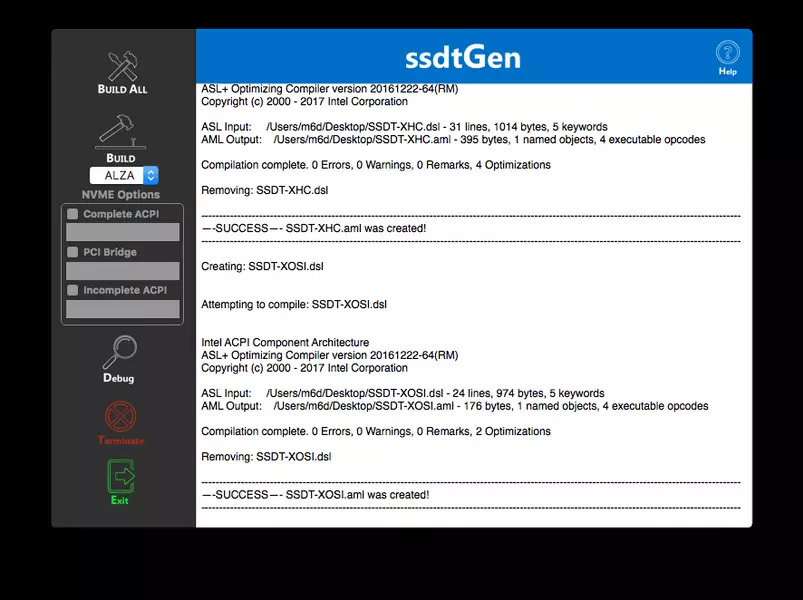 ssdtGen
Help
BUILD ALL
BUILD
ALZA
NVME Options
Complete ACPI
PCI Bridge
Incomplete ACPI
Debug
Terminate
Exit
ASL+ Optimizing Compiler version 20161222-64(RM)
Copyright (c) 2000 - 2017 Intel Corporation
ASL Input: /Users/m6d/Desktop/SSDT-XHC.dsl - 31 lines, 1014 bytes, 5 keywords
AML Output: /Users/m6d/Desktop/SSDT-XHC.aml - 395 bytes, 1 named objects, 4 executable opcodes
Compilation complete. 0 Errors, 0 Warnings, 0 Remarks, 4 Optimizations
Removing: SSDT-XHC.dsl
—-SUCCESS—- SSDT-XHC.aml was created!
Creating: SSDT-XOSI.dsl
Attempting to compile: SSDT-XOSI.dsl
Intel ACPI Component Architecture
ASL+ Optimizing Compiler version 20161222-64(RM)
Copyright (c) 2000 - 2017 Intel Corporation
ASL Input: /Users/m6d/Desktop/SSDT-XOSI.dsl - 24 lines, 974 bytes, 5 keywords
AML Output: /Users/m6d/Desktop/SSDT-XOSI.aml - 176 bytes, 1 named objects, 4 executable opcodes
Compilation complete. 0 Errors, 0 Warnings, 0 Remarks, 2 Optimizations
Removing: SSDT-XOSI.dsl
—-SUCCESS—- SSDT-XOSI.aml was created!